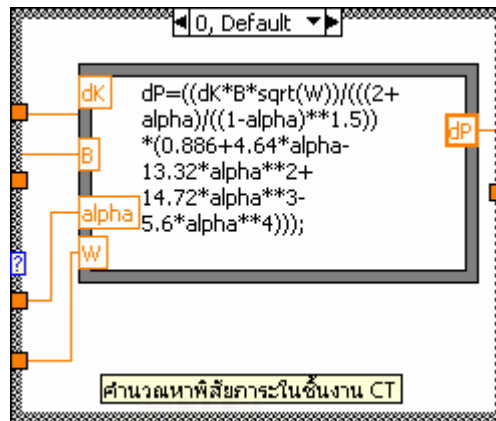 0, Default
dK
dP=((dK*B*sqrt(W))/(((2+
alpha)/((1-alpha)**1.5))
*(0.886+4.64*alpha-
13.32*alpha**2+
14.72*alpha**3-
5.6*alpha**4)));
dP
B
alpha
W
?
คำนวณหาพิสัยภาระในชิ้นงาน CT